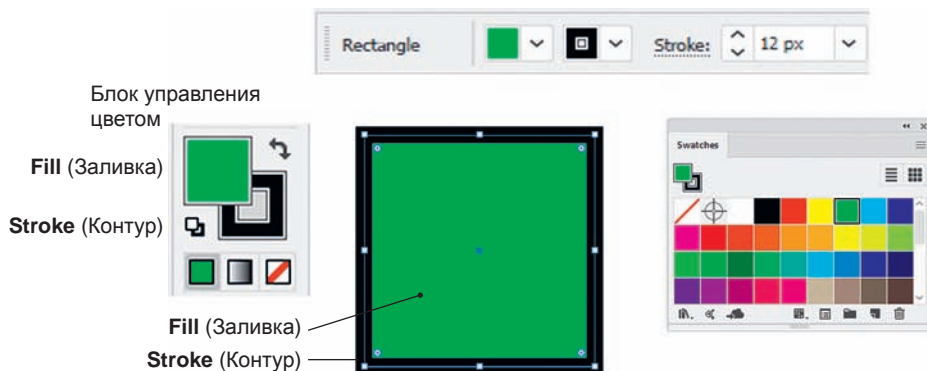 Rectangle
Stroke:
12 px
Блок управления
цветом
Fill (Заливка)
Stroke (Контур)
Swatches
Fill (Заливка)
Stroke (Контур)